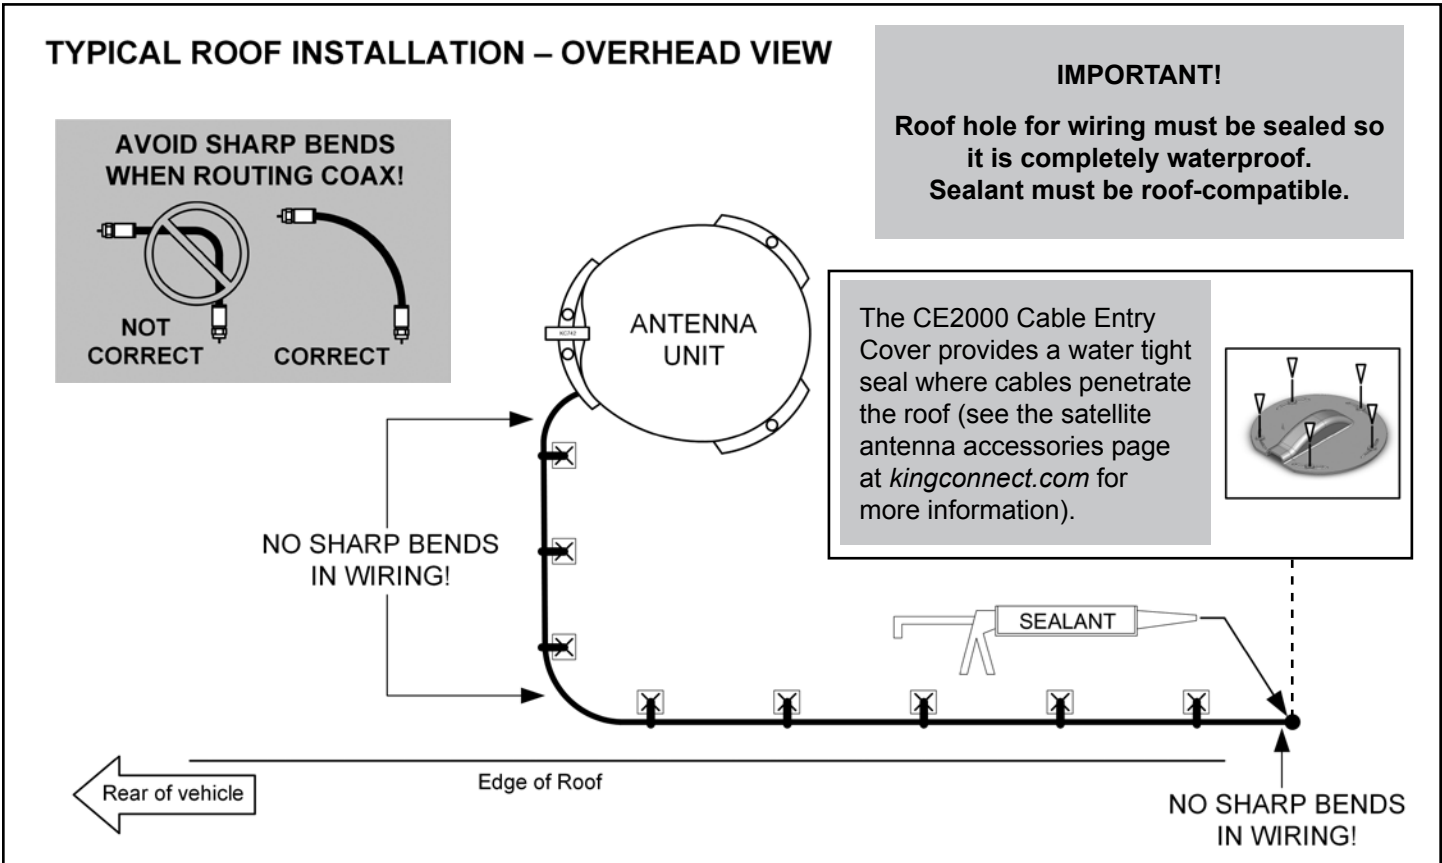 TYPICAL ROOF INSTALLATION – OVERHEAD VIEW
IMPORTANT!
Roof hole for wiring must be sealed so
it is completely waterproof.
Sealant must be roof-compatible.
AVOID SHARP BENDS
WHEN ROUTING COAX!
NOT
CORRECT
CORRECT
KC742
ANTENNA
UNIT
The CE2000 Cable Entry
Cover provides a water tight
seal where cables penetrate
the roof (see the satellite
antenna accessories page
at kingconnect.com for
more information).
NO SHARP BENDS
IN WIRING!
SEALANT
Edge of Roof
Rear of vehicle
NO SHARP BENDS
IN WIRING!